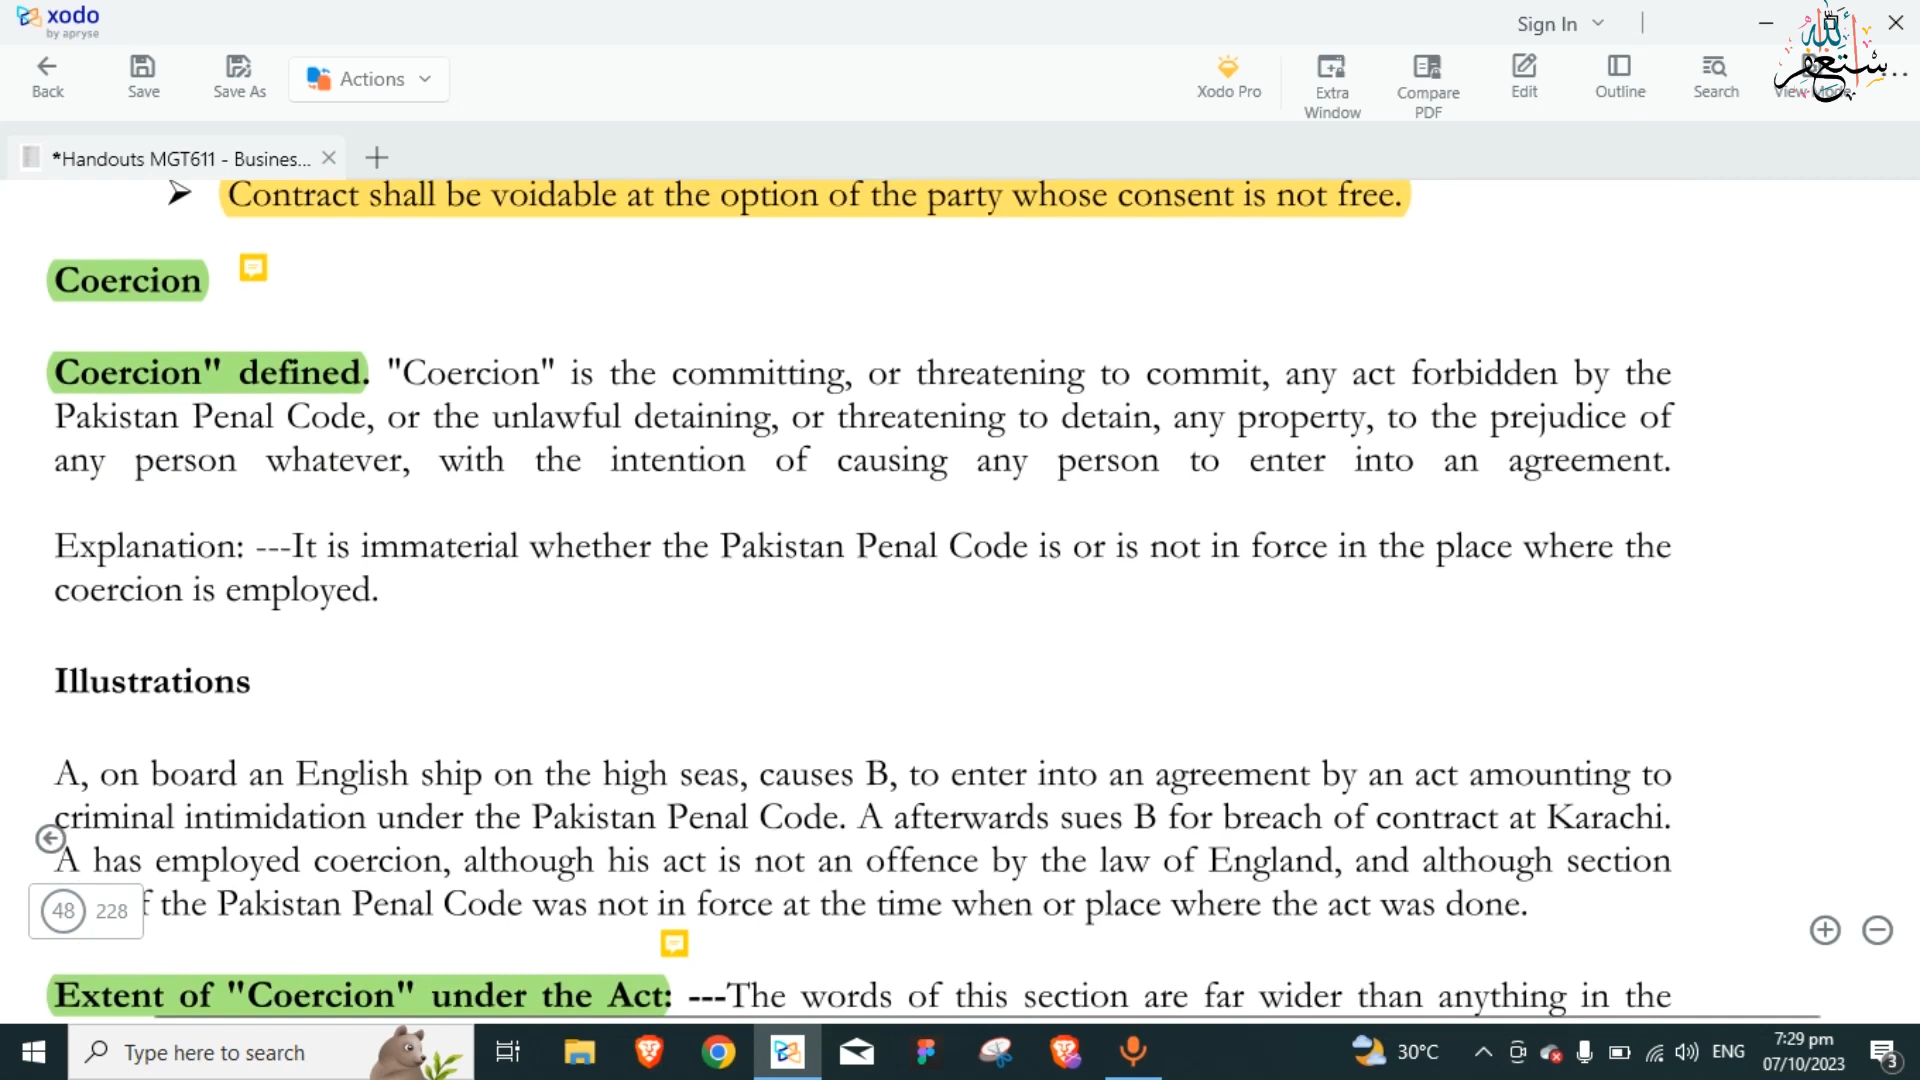 xodo
by apryse
Sign In
Back
Save
Save As
Actions
Xodo Pro
Extra Window
Compare PDF
Edit
Outline
Search
*Handouts MGT611 - Busines...
➤ Contract shall be voidable at the option of the party whose consent is not free.
Coercion
Coercion" defined. "Coercion" is the committing, or threatening to commit, any act forbidden by the
Pakistan Penal Code, or the unlawful detaining, or threatening to detain, any property, to the prejudice of
any person whatever, with the intention of causing any person to enter into an agreement.
Explanation: ---It is immaterial whether the Pakistan Penal Code is or is not in force in the place where the
coercion is employed.
Illustrations
A, on board an English ship on the high seas, causes B, to enter into an agreement by an act amounting to
criminal intimidation under the Pakistan Penal Code. A afterwards sues B for breach of contract at Karachi.
A has employed coercion, although his act is not an offence by the law of England, and although section
f the Pakistan Penal Code was not in force at the time when or place where the act was done.
48 228
Extent of "Coercion" under the Act: ---The words of this section are far wider than anything in the
Type here to search
30°C
ENG
7:29 pm
07/10/2023
3